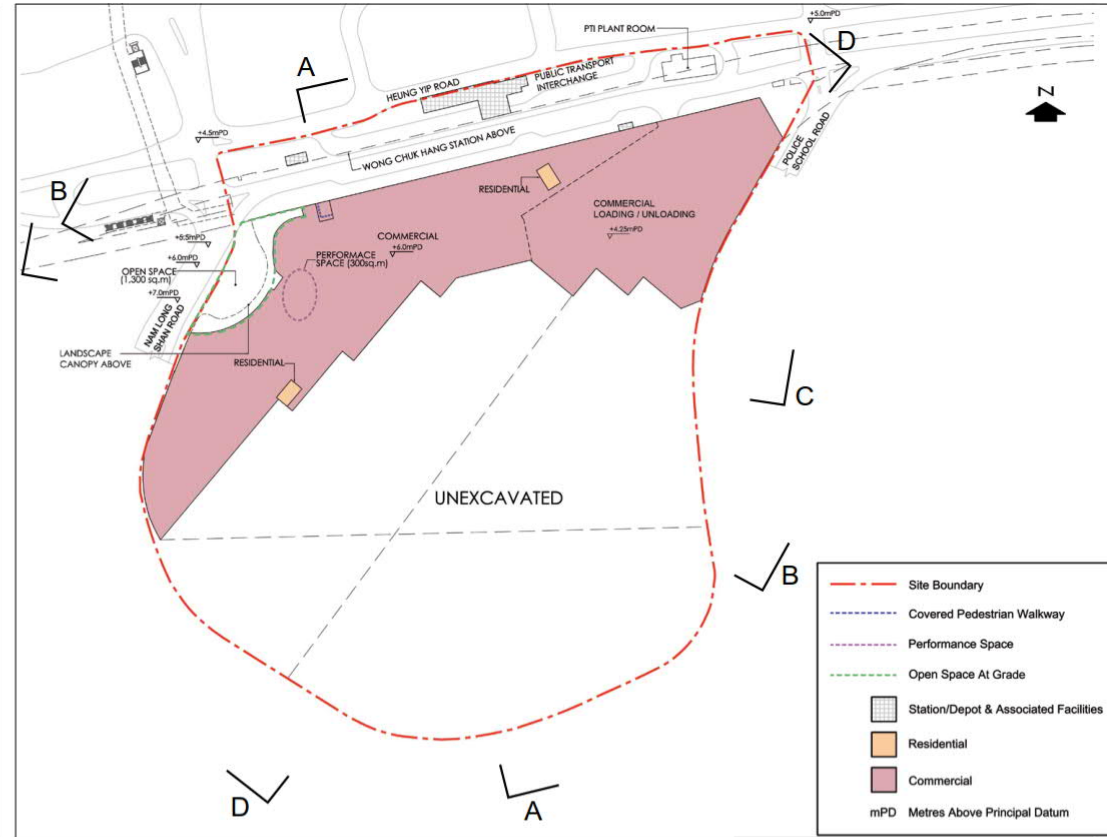 +5.0mPD
PTI PLANT ROOM
D
A
HEUNG YIP ROAD
PUBLIC TRANSPORT
INTERCHANGE
N
+4.5mPD
WONG CHUK HANG STATION ABOVE
POLICE
SCHOOL ROAD
B
RESIDENTIAL
COMMERCIAL
LOADING / UNLOADING
+4.25mPD
COMMERCIAL
+6.0mPD
+5.5mPD
PERFORMACE
SPACE (300sq.m)
+6.0mPD
OPEN SPACE
(1,300 sq.m)
+7.0mPD
NAM LONG
SHAN ROAD
LANDSCAPE
CANOPY ABOVE
RESIDENTIAL
C
UNEXCAVATED
B
D
A
Site Boundary
Covered Pedestrian Walkway
Performance Space
Open Space At Grade
Station/Depot & Associated Facilities
Residential
Commercial
mPD Metres Above Principal Datum